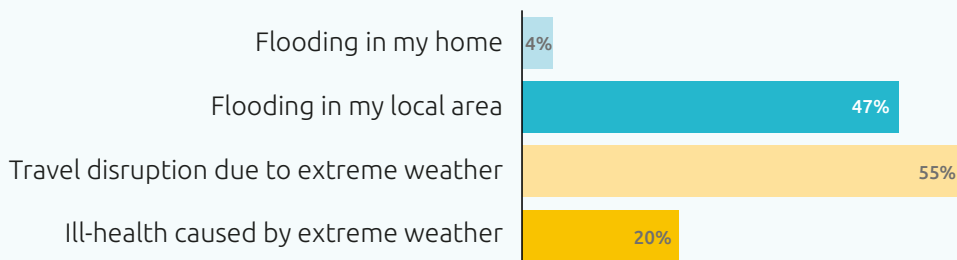 Flooding in my home 4%
Flooding in my local area 47%
Travel disruption due to extreme weather 55%
Ill-health caused by extreme weather 20%